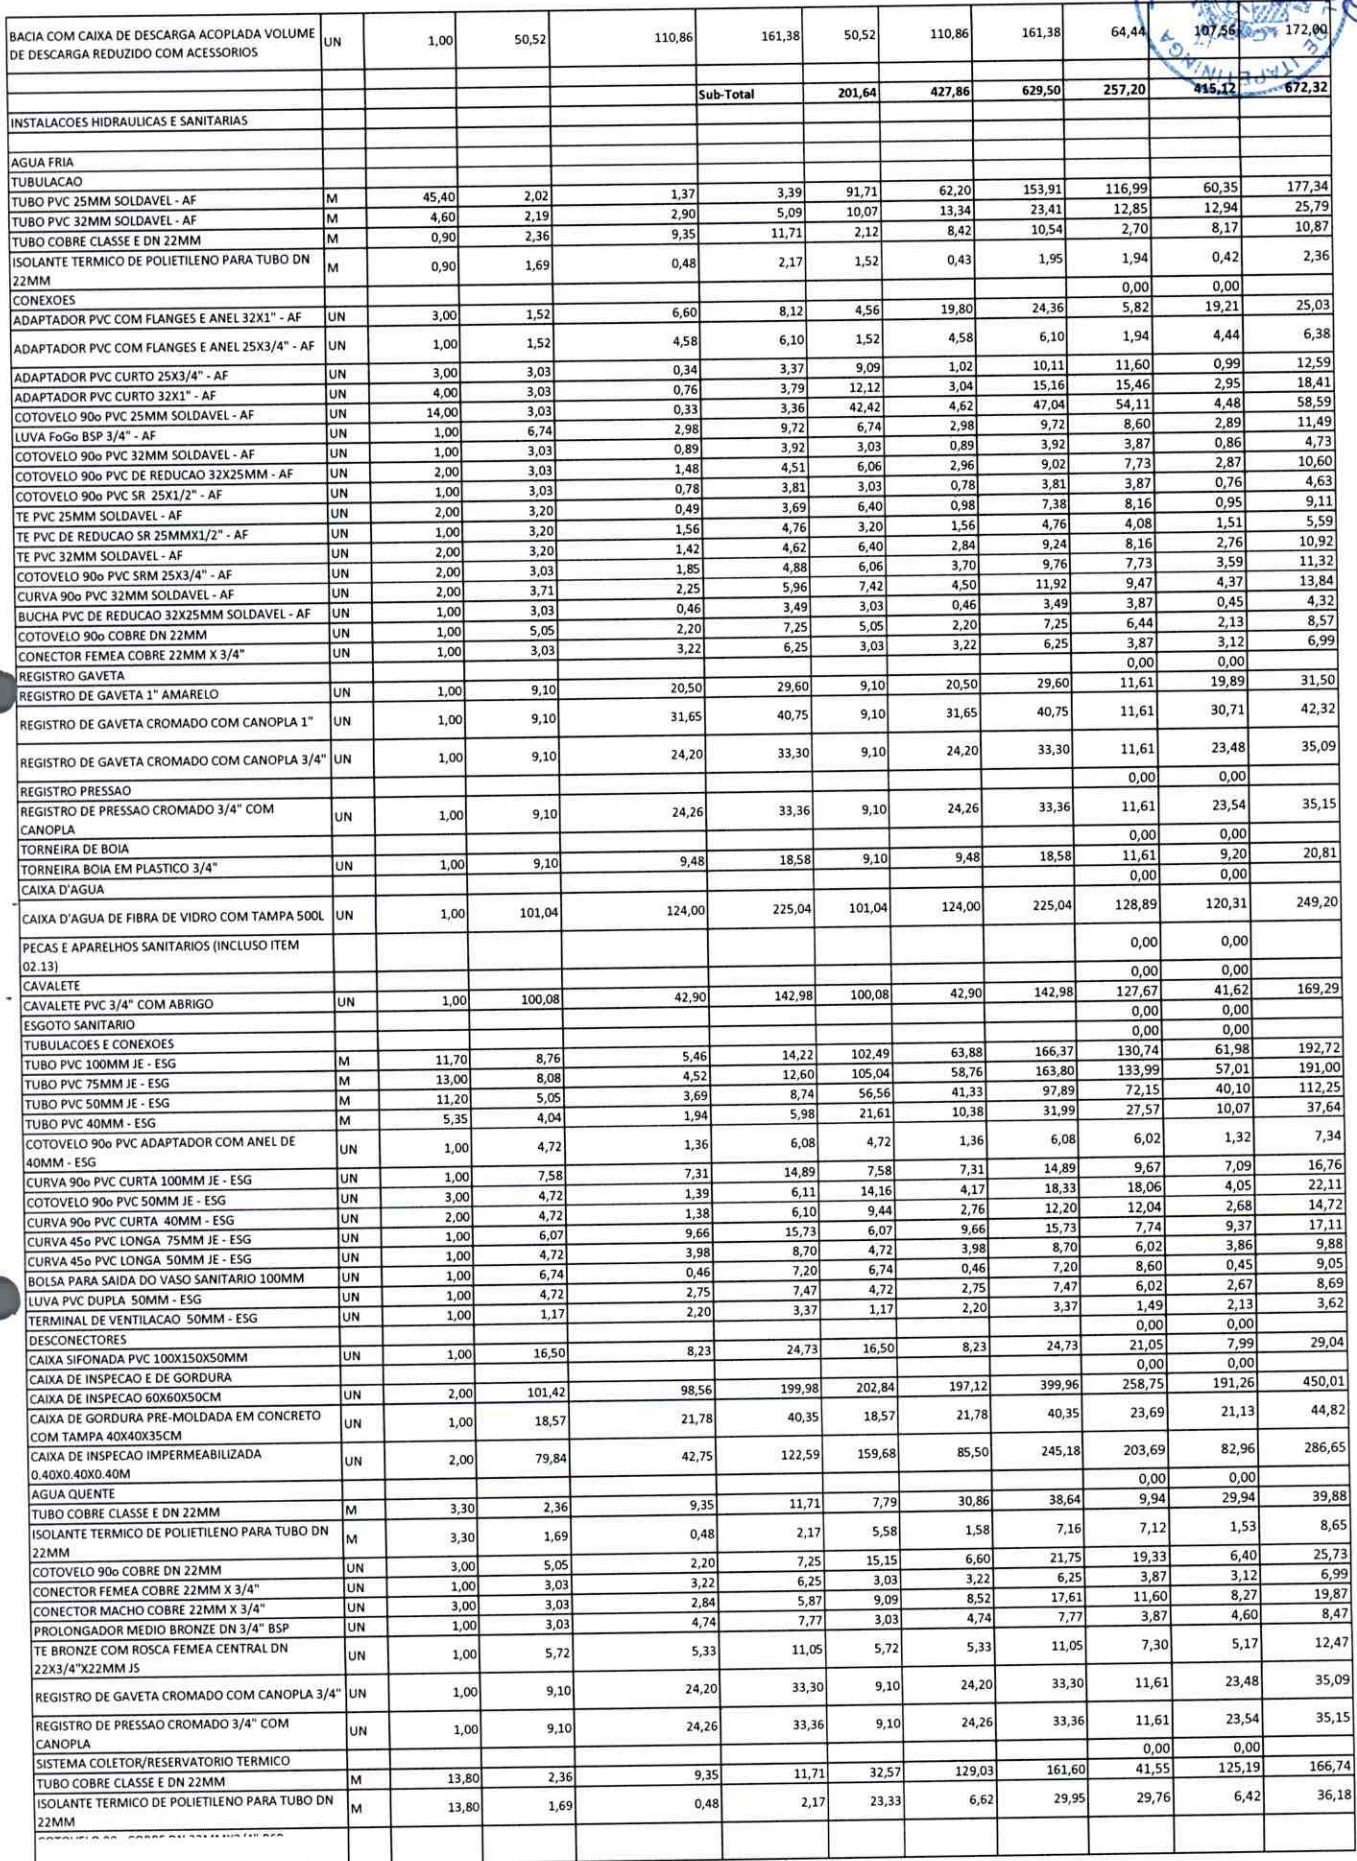 BACIA COM CAIXA DE DESCARGA ACOPLADA VOLUME DE DESCARGA REDUZIDO COM ACESSORIOS UN 1,00 50,52 110,86 161,38 50,52 110,86 161,38 64,44 107,56 172,00
DE ITAPETININGA
Sub-Total 201,64 427,86 629,50 257,20 415,12 672,32
INSTALACOES HIDRAULICAS E SANITARIAS
AGUA FRIA
TUBULACAO
TUBO PVC 25MM SOLDAVEL - AF M 45,40 2,02 1,37 3,39 91,71 62,20 153,91 116,99 60,35 177,34
TUBO PVC 32MM SOLDAVEL - AF M 4,60 2,19 2,90 5,09 10,07 13,34 23,41 12,85 12,94 25,79
TUBO COBRE CLASSE E DN 22MM M 0,90 2,36 9,35 11,71 2,12 8,42 10,54 2,70 8,17 10,87
ISOLANTE TERMICO DE POLIETILENO PARA TUBO DN 22MM M 0,90 1,69 0,48 2,17 1,52 0,43 1,95 1,94 0,42 2,36
CONEXOES 0,00 0,00
ADAPTADOR PVC COM FLANGES E ANEL 32X1" - AF UN 3,00 1,52 6,60 8,12 4,56 19,80 24,36 5,82 19,21 25,03
ADAPTADOR PVC COM FLANGES E ANEL 25X3/4" - AF UN 1,00 1,52 4,58 6,10 1,52 4,58 6,10 1,94 4,44 6,38
ADAPTADOR PVC CURTO 25X3/4" - AF UN 3,00 3,03 0,34 3,37 9,09 1,02 10,11 11,60 0,99 12,59
ADAPTADOR PVC CURTO 32X1" - AF UN 4,00 3,03 0,76 3,79 12,12 3,04 15,16 15,46 2,95 18,41
COTOVELO 90o PVC 25MM SOLDAVEL - AF UN 14,00 3,03 0,33 3,36 42,42 4,62 47,04 54,11 4,48 58,59
LUVA FoGo BSP 3/4" - AF UN 1,00 6,74 2,98 9,72 6,74 2,98 9,72 8,60 2,89 11,49
COTOVELO 90o PVC 32MM SOLDAVEL - AF UN 1,00 3,03 0,89 3,92 3,03 0,89 3,92 3,87 0,86 4,73
COTOVELO 90o PVC DE REDUCAO 32X25MM - AF UN 2,00 3,03 1,48 4,51 6,06 2,96 9,02 7,73 2,87 10,60
COTOVELO 90o PVC SR 25X1/2" - AF UN 1,00 3,03 0,78 3,81 3,03 0,78 3,81 3,87 0,76 4,63
TE PVC 25MM SOLDAVEL - AF UN 2,00 3,20 0,49 3,69 6,40 0,98 7,38 8,16 0,95 9,11
TE PVC DE REDUCAO SR 25MMX1/2" - AF UN 1,00 3,20 1,56 4,76 3,20 1,56 4,76 4,08 1,51 5,59
TE PVC 32MM SOLDAVEL - AF UN 2,00 3,20 1,42 4,62 6,40 2,84 9,24 8,16 2,76 10,92
COTOVELO 90o PVC SRM 25X3/4" - AF UN 2,00 3,03 1,85 4,88 6,06 3,70 9,76 7,73 3,59 11,32
CURVA 90o PVC 32MM SOLDAVEL - AF UN 2,00 3,71 2,25 5,96 7,42 4,50 11,92 9,47 4,37 13,84
BUCHA PVC DE REDUCAO 32X25MM SOLDAVEL - AF UN 1,00 3,03 0,46 3,49 3,03 0,46 3,49 3,87 0,45 4,32
COTOVELO 90o COBRE DN 22MM UN 1,00 5,05 2,20 7,25 5,05 2,20 7,25 6,44 2,13 8,57
CONECTOR FEMEA COBRE 22MM X 3/4" UN 1,00 3,03 3,22 6,25 3,03 3,22 6,25 3,87 3,12 6,99
REGISTRO GAVETA 0,00 0,00
REGISTRO DE GAVETA 1" AMARELO UN 1,00 9,10 20,50 29,60 9,10 20,50 29,60 11,61 19,89 31,50
REGISTRO DE GAVETA CROMADO COM CANOPLA 1" UN 1,00 9,10 31,65 40,75 9,10 31,65 40,75 11,61 30,71 42,32
REGISTRO DE GAVETA CROMADO COM CANOPLA 3/4" UN 1,00 9,10 24,20 33,30 9,10 24,20 33,30 11,61 23,48 35,09
REGISTRO PRESSAO 0,00 0,00
REGISTRO DE PRESSAO CROMADO 3/4" COM CANOPLA UN 1,00 9,10 24,26 33,36 9,10 24,26 33,36 11,61 23,54 35,15
TORNEIRA DE BOIA 0,00 0,00
TORNEIRA BOIA EM PLASTICO 3/4" UN 1,00 9,10 9,48 18,58 9,10 9,48 18,58 11,61 9,20 20,81
CAIXA D'AGUA 0,00 0,00
CAIXA D'AGUA DE FIBRA DE VIDRO COM TAMPA 500L UN 1,00 101,04 124,00 225,04 101,04 124,00 225,04 128,89 120,31 249,20
PECAS E APARELHOS SANITARIOS (INCLUSO ITEM 02.13) 0,00 0,00
CAVALETE 0,00 0,00
CAVALETE PVC 3/4" COM ABRIGO UN 1,00 100,08 42,90 142,98 100,08 42,90 142,98 127,67 41,62 169,29
ESGOTO SANITARIO 0,00 0,00
TUBULACOES E CONEXOES 0,00 0,00
TUBO PVC 100MM JE - ESG M 11,70 8,76 5,46 14,22 102,49 63,88 166,37 130,74 61,98 192,72
TUBO PVC 75MM JE - ESG M 13,00 8,08 4,52 12,60 105,04 58,76 163,80 133,99 57,01 191,00
TUBO PVC 50MM JE - ESG M 11,20 5,05 3,69 8,74 56,56 41,33 97,89 72,15 40,10 112,25
TUBO PVC 40MM - ESG M 5,35 4,04 1,94 5,98 21,61 10,38 31,99 27,57 10,07 37,64
COTOVELO 90o PVC ADAPTADOR COM ANEL DE 40MM - ESG UN 1,00 4,72 1,36 6,08 4,72 1,36 6,08 6,02 1,32 7,34
CURVA 90o PVC CURTA 100MM JE - ESG UN 1,00 7,58 7,31 14,89 7,58 7,31 14,89 9,67 7,09 16,76
COTOVELO 90o PVC 50MM JE - ESG UN 3,00 4,72 1,39 6,11 14,16 4,17 18,33 18,06 4,05 22,11
CURVA 90o PVC CURTA 40MM - ESG UN 2,00 4,72 1,38 6,10 9,44 2,76 12,20 12,04 2,68 14,72
CURVA 45o PVC LONGA 75MM JE - ESG UN 1,00 6,07 9,66 15,73 6,07 9,66 15,73 7,74 9,37 17,11
CURVA 45o PVC LONGA 50MM JE - ESG UN 1,00 4,72 3,98 8,70 4,72 3,98 8,70 6,02 3,86 9,88
BOLSA PARA SAIDA DO VASO SANITARIO 100MM UN 1,00 6,74 0,46 7,20 6,74 0,46 7,20 8,60 0,45 9,05
LUVA PVC DUPLA 50MM - ESG UN 1,00 4,72 2,75 7,47 4,72 2,75 7,47 6,02 2,67 8,69
TERMINAL DE VENTILACAO 50MM - ESG UN 1,00 1,17 2,20 3,37 1,17 2,20 3,37 1,49 2,13 3,62
DESCONECTORES 0,00 0,00
CAIXA SIFONADA PVC 100X150X50MM UN 1,00 16,50 8,23 24,73 16,50 8,23 24,73 21,05 7,99 29,04
CAIXA DE INSPECAO E DE GORDURA 0,00 0,00
CAIXA DE INSPECAO 60X60X50CM UN 2,00 101,42 98,56 199,98 202,84 197,12 399,96 258,75 191,26 450,01
CAIXA DE GORDURA PRE-MOLDADA EM CONCRETO COM TAMPA 40X40X35CM UN 1,00 18,57 21,78 40,35 18,57 21,78 40,35 23,69 21,13 44,82
CAIXA DE INSPECAO IMPERMEABILIZADA 0.40X0.40X0.40M UN 2,00 79,84 42,75 122,59 159,68 85,50 245,18 203,69 82,96 286,65
AGUA QUENTE 0,00 0,00
TUBO COBRE CLASSE E DN 22MM M 3,30 2,36 9,35 11,71 7,79 30,86 38,64 9,94 29,94 39,88
ISOLANTE TERMICO DE POLIETILENO PARA TUBO DN 22MM M 3,30 1,69 0,48 2,17 5,58 1,58 7,16 7,12 1,53 8,65
COTOVELO 90o COBRE DN 22MM UN 3,00 5,05 2,20 7,25 15,15 6,60 21,75 19,33 6,40 25,73
CONECTOR FEMEA COBRE 22MM X 3/4" UN 1,00 3,03 3,22 6,25 3,03 3,22 6,25 3,87 3,12 6,99
CONECTOR MACHO COBRE 22MM X 3/4" UN 3,00 3,03 2,84 5,87 9,09 8,52 17,61 11,60 8,27 19,87
PROLONGADOR MEDIO BRONZE DN 3/4" BSP UN 1,00 3,03 4,74 7,77 3,03 4,74 7,77 3,87 4,60 8,47
TE BRONZE COM ROSCA FEMEA CENTRAL DN 22X3/4"X22MM JS UN 1,00 5,72 5,33 11,05 5,72 5,33 11,05 7,30 5,17 12,47
REGISTRO DE GAVETA CROMADO COM CANOPLA 3/4" UN 1,00 9,10 24,20 33,30 9,10 24,20 33,30 11,61 23,48 35,09
REGISTRO DE PRESSAO CROMADO 3/4" COM CANOPLA UN 1,00 9,10 24,26 33,36 9,10 24,26 33,36 11,61 23,54 35,15
SISTEMA COLETOR/RESERVATORIO TERMICO 0,00 0,00
TUBO COBRE CLASSE E DN 22MM M 13,80 2,36 9,35 11,71 32,57 129,03 161,60 41,55 125,19 166,74
ISOLANTE TERMICO DE POLIETILENO PARA TUBO DN 22MM M 13,80 1,69 0,48 2,17 23,33 6,62 29,95 29,76 6,42 36,18